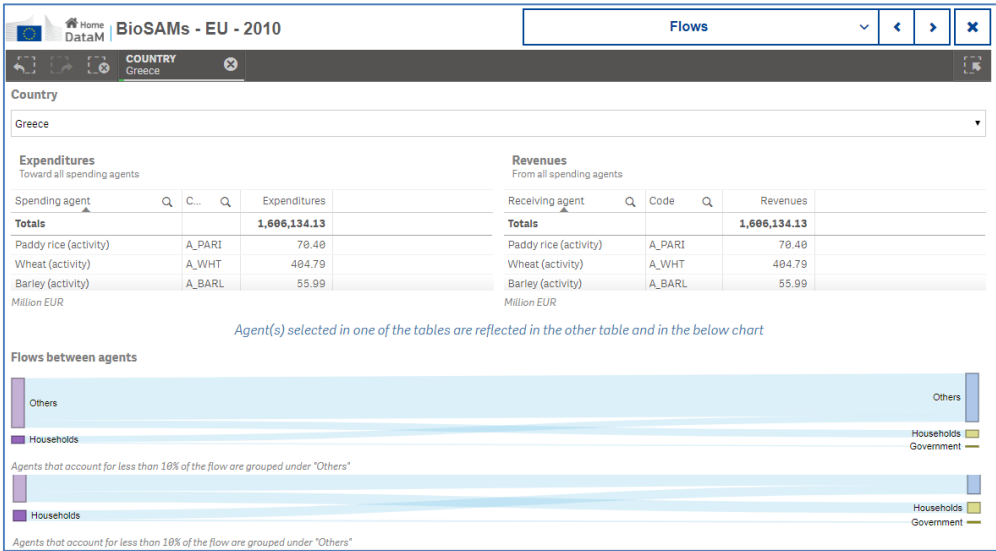 Home
DataM
BioSAMs - EU - 2010
Flows
COUNTRY
Greece
Country
Greece
Expenditures
Toward all spending agents
Spending agent C... Expenditures
Totals 1,606,134.13
Paddy rice (activity) A_PARI 70.40
Wheat (activity) A_WHT 404.79
Barley (activity) A_BARL 55.99
Million EUR
Revenues
From all spending agents
Receiving agent Code Revenues
Totals 1,606,134.13
Paddy rice (activity) A_PARI 70.40
Wheat (activity) A_WHT 404.79
Barley (activity) A_BARL 55.99
Million EUR
Agent(s) selected in one of the tables are reflected in the other table and in the below chart
Flows between agents
Others
Others
Households
Households
Government
Agents that account for less than 10% of the flow are grouped under "Others"
Households
Households
Government
Agents that account for less than 10% of the flow are grouped under "Others"